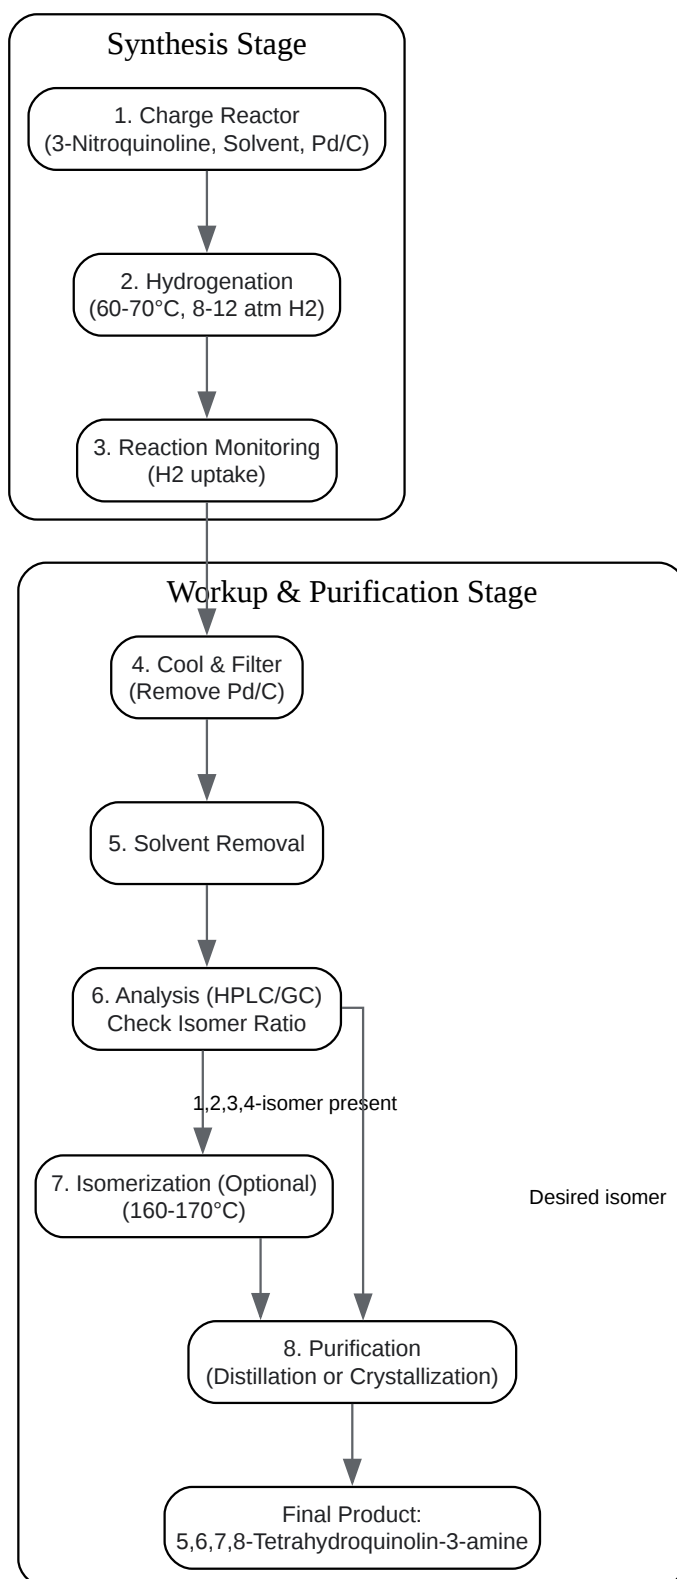 Synthesis Stage
1. Charge Reactor
(3-Nitroquinoline, Solvent, Pd/C)
2. Hydrogenation
(60-70°C, 8-12 atm H2)
3. Reaction Monitoring
(H2 uptake)
Workup & Purification Stage
4. Cool & Filter
(Remove Pd/C)
5. Solvent Removal
6. Analysis (HPLC/GC)
Check Isomer Ratio
1,2,3,4-isomer present
7. Isomerization (Optional)
(160-170°C)
Desired isomer
8. Purification
(Distillation or Crystallization)
Final Product:
5,6,7,8-Tetrahydroquinolin-3-amine